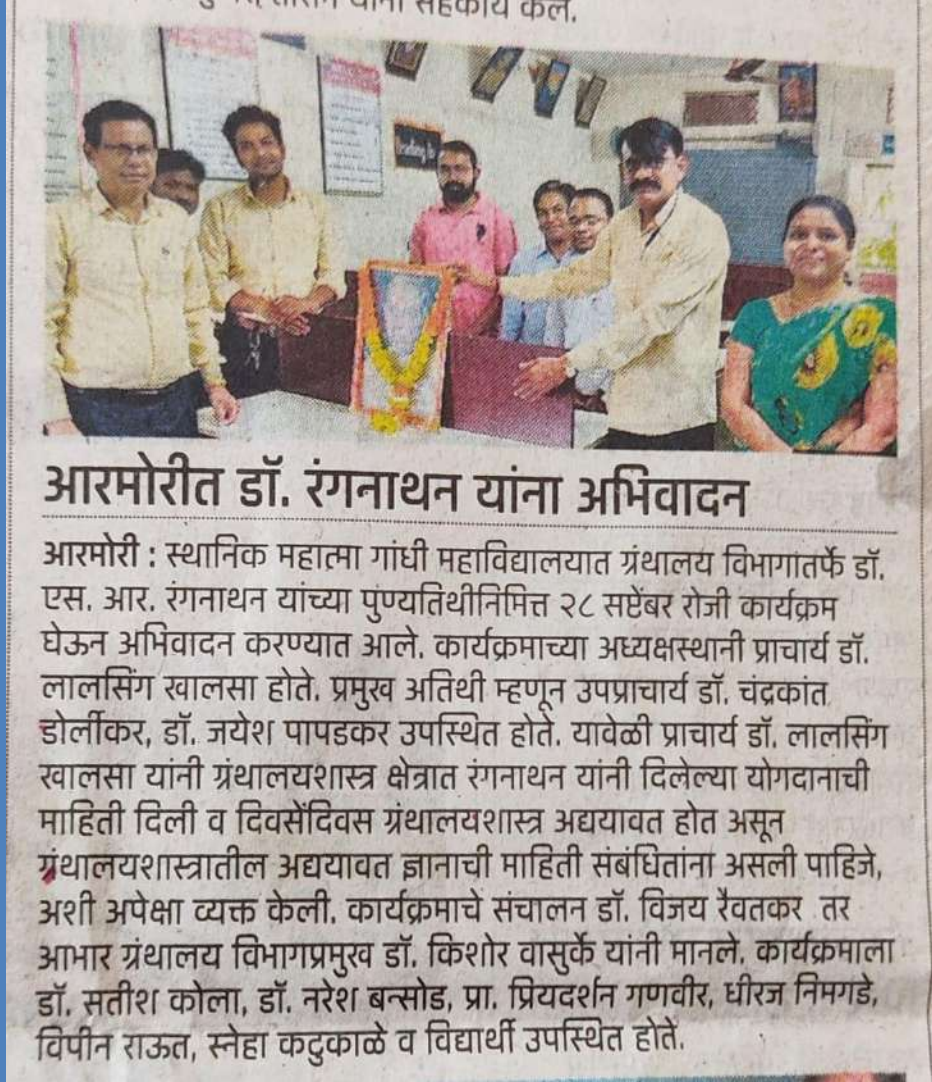 सहकार्य केले.
आरमोरीत डॉ. रंगनाथन यांना अभिवादन
आरमोरी : स्थानिक महात्मा गांधी महाविद्यालयात ग्रंथालय विभागातर्फे डॉ.
एस. आर. रंगनाथन यांच्या पुंण्यतिथीनिमित्त २८ सप्टेंबर रोजी कार्यक्रम
घेऊन अभिवादन करण्यात आले. कार्यक्रमाच्या अध्यक्षस्थानी प्राचार्य डॉ.
लालसिंग खालसा होते. प्रमुख अतिथी म्हणून उपप्राचार्य डॉ. चंद्रकांत
डोर्लीकर, डॉ. जयेश पापडकर उपस्थित होते. यावेळी प्राचार्य डॉ. लालसिंग
खालसा यांनी ग्रंथालयशास्त्र क्षेत्रात रंगनाथन यांनी दिलेल्या योगदानाची
माहिती दिली व दिवसेंदिवस ग्रंथालयशास्त्र अद्ययावत होत असून
ग्रंथालयशास्त्रातील अद्ययावत ज्ञानाची माहिती संबंधितांना असली पाहिजे,
अशी अपेक्षा व्यक्त केली. कार्यक्रमाचे संचालन डॉ. विजय रैवतकर तर
आभार ग्रंथालय विभागप्रमुख डॉ. किशोर वासुर्के यांनी मानले. कार्यक्रमाला
डॉ. सतीश कोला, डॉ. नरेश बन्सोड, प्रा. प्रियदर्शन गणवीर, धीरज निमगडे,
विपीन राऊत, स्नेहा कटुकाळे व विद्यार्थी उपस्थित होते.